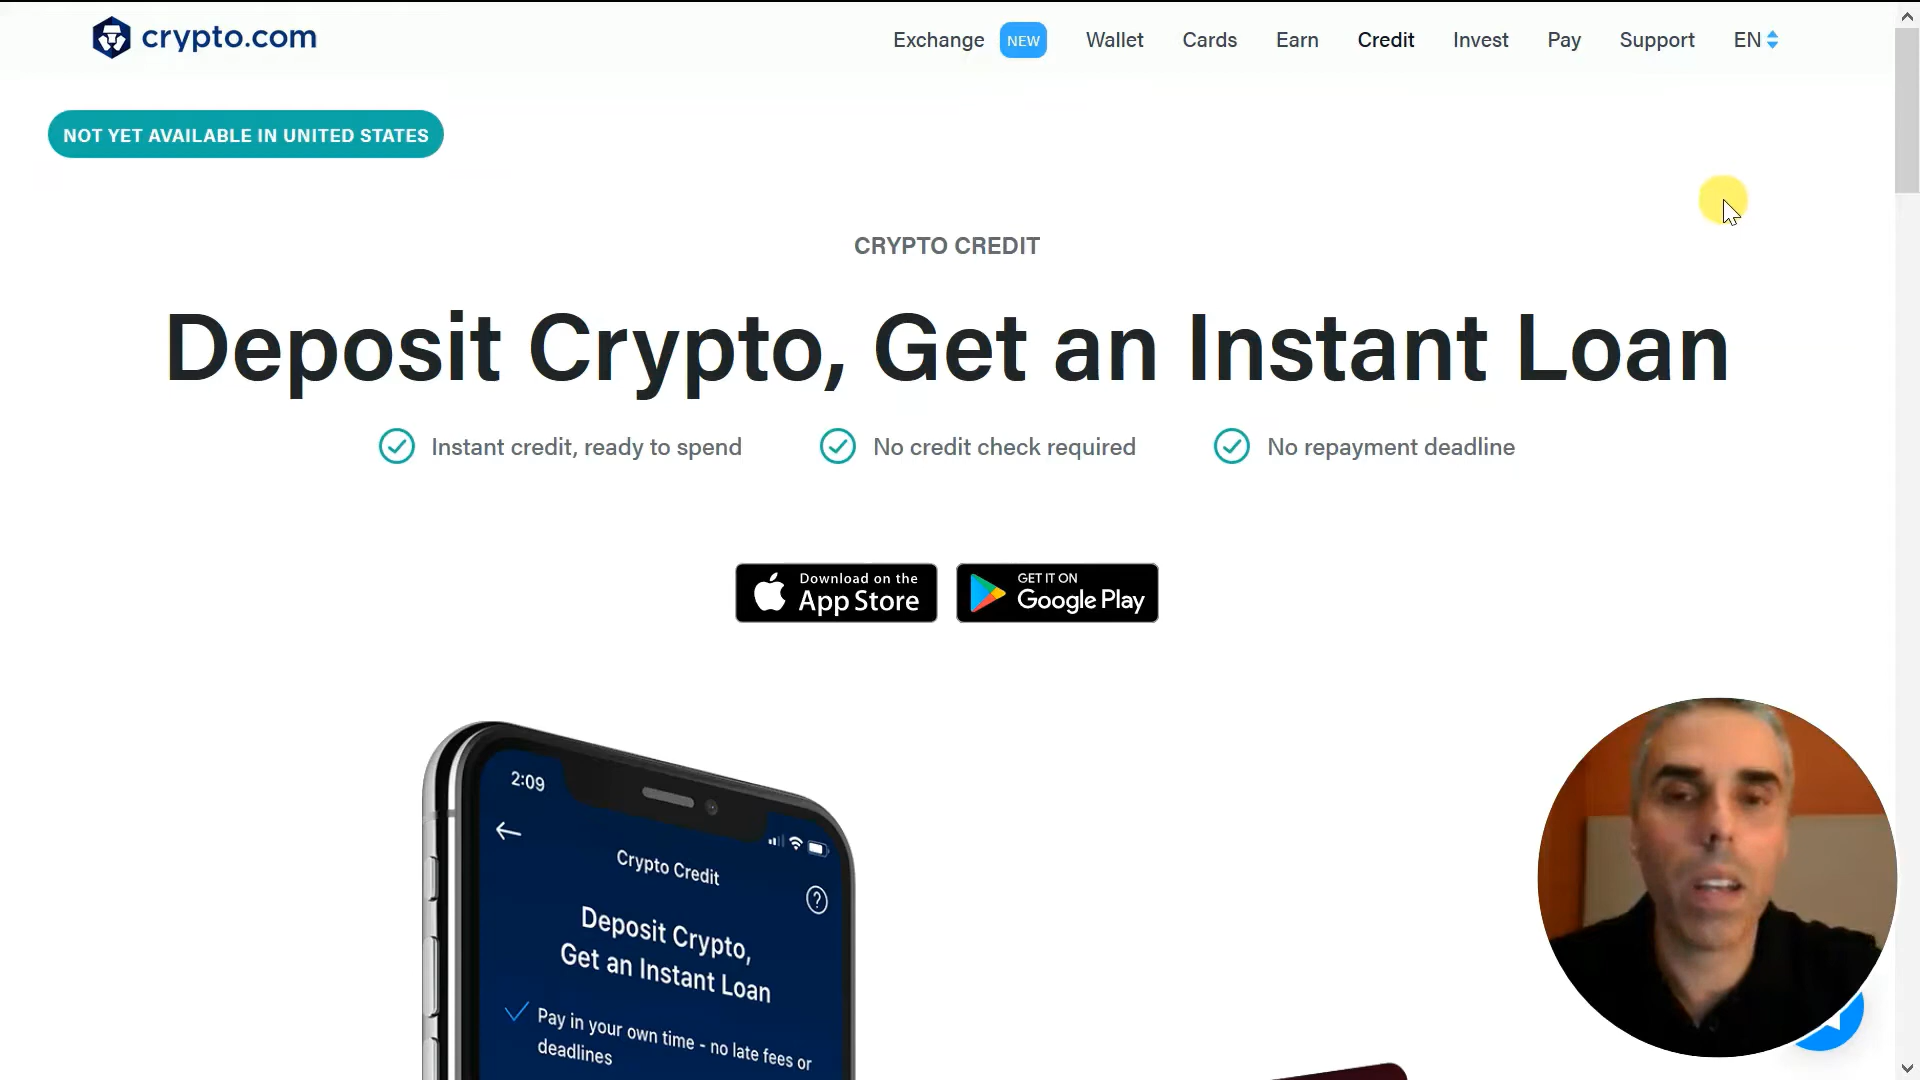 crypto.com
Exchange NEW Wallet Cards Earn Credit Invest Pay Support EN
NOT YET AVAILABLE IN UNITED STATES
CRYPTO CREDIT
Deposit Crypto, Get an Instant Loan
Instant credit, ready to spend No credit check required No repayment deadline
Download on the
App Store
GET IT ON
Google Play
2:09
Crypto Credit
?
Deposit Crypto,
Get an Instant Loan
Pay in your own time - no late fees or
deadlines